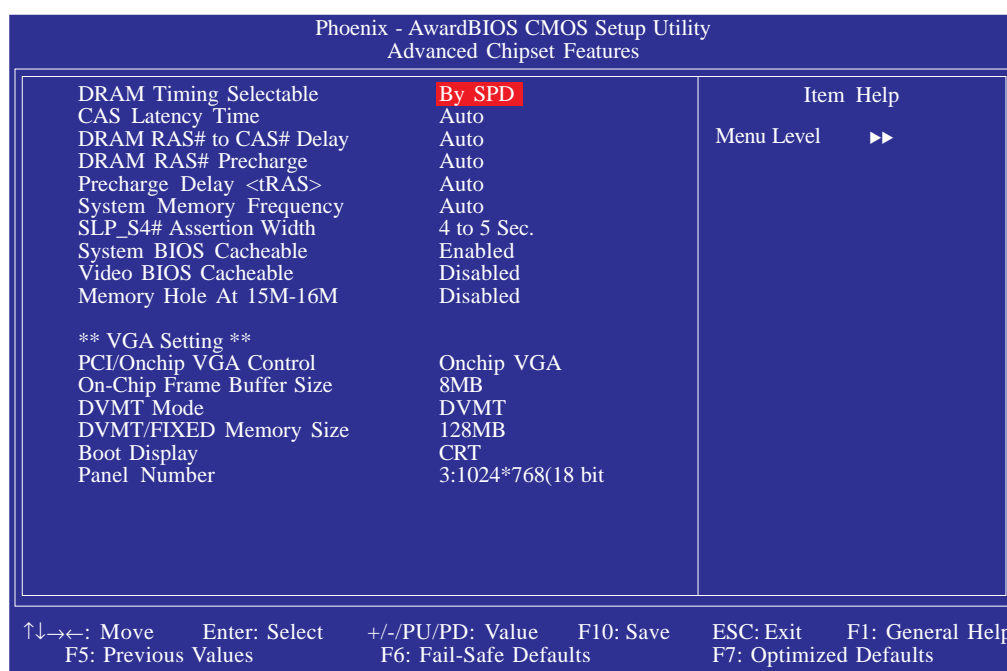 Phoenix - AwardBIOS CMOS Setup Utility
Advanced Chipset Features
DRAM Timing Selectable By SPD
CAS Latency Time Auto
DRAM RAS# to CAS# Delay Auto
DRAM RAS# Precharge Auto
Precharge Delay <tRAS> Auto
System Memory Frequency Auto
SLP_S4# Assertion Width 4 to 5 Sec.
System BIOS Cacheable Enabled
Video BIOS Cacheable Disabled
Memory Hole At 15M-16M Disabled
** VGA Setting **
PCI/Onchip VGA Control Onchip VGA
On-Chip Frame Buffer Size 8MB
DVMT Mode DVMT
DVMT/FIXED Memory Size 128MB
Boot Display CRT
Panel Number 3:1024*768(18 bit
Item Help
Menu Level ▶▶
↑↓→←: Move Enter: Select +/-/PU/PD: Value F10: Save ESC: Exit F1: General Help
F5: Previous Values F6: Fail-Safe Defaults F7: Optimized Defaults